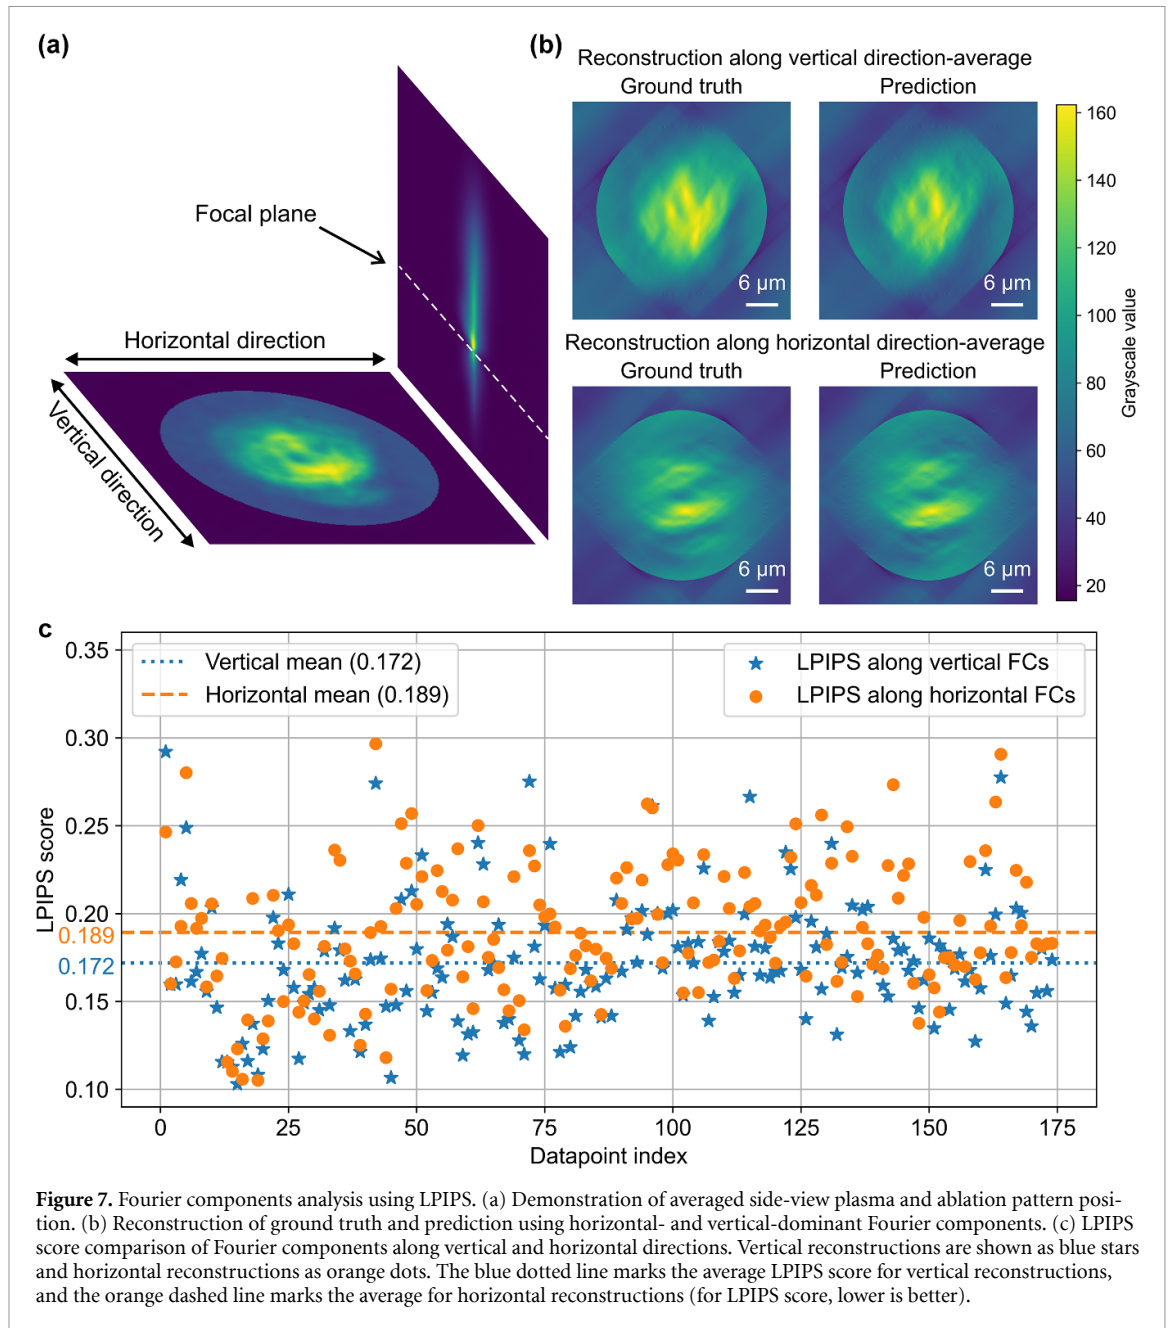 (a)
Focal plane
Horizontal direction
Vertical direction
(b)
Reconstruction along vertical direction-average
Ground truth
Prediction
6 μm
6 μm
Reconstruction along horizontal direction-average
Ground truth
Prediction
6 μm
6 μm
160
140
120
100
80
60
40
20
Grayscale value
c
Vertical mean (0.172)
Horizontal mean (0.189)
LPIPS along vertical FCs
LPIPS along horizontal FCs
0.35
0.30
0.25
0.20
0.189
0.172
0.15
0.10
LPIPS score
0
25
50
75
100
125
150
175
Datapoint index
Figure 7. Fourier components analysis using LPIPS. (a) Demonstration of averaged side-view plasma and ablation pattern posi-
tion. (b) Reconstruction of ground truth and prediction using horizontal- and vertical-dominant Fourier components. (c) LPIPS
score comparison of Fourier components along vertical and horizontal directions. Vertical reconstructions are shown as blue stars
and horizontal reconstructions as orange dots. The blue dotted line marks the average LPIPS score for vertical reconstructions,
and the orange dashed line marks the average for horizontal reconstructions (for LPIPS score, lower is better).